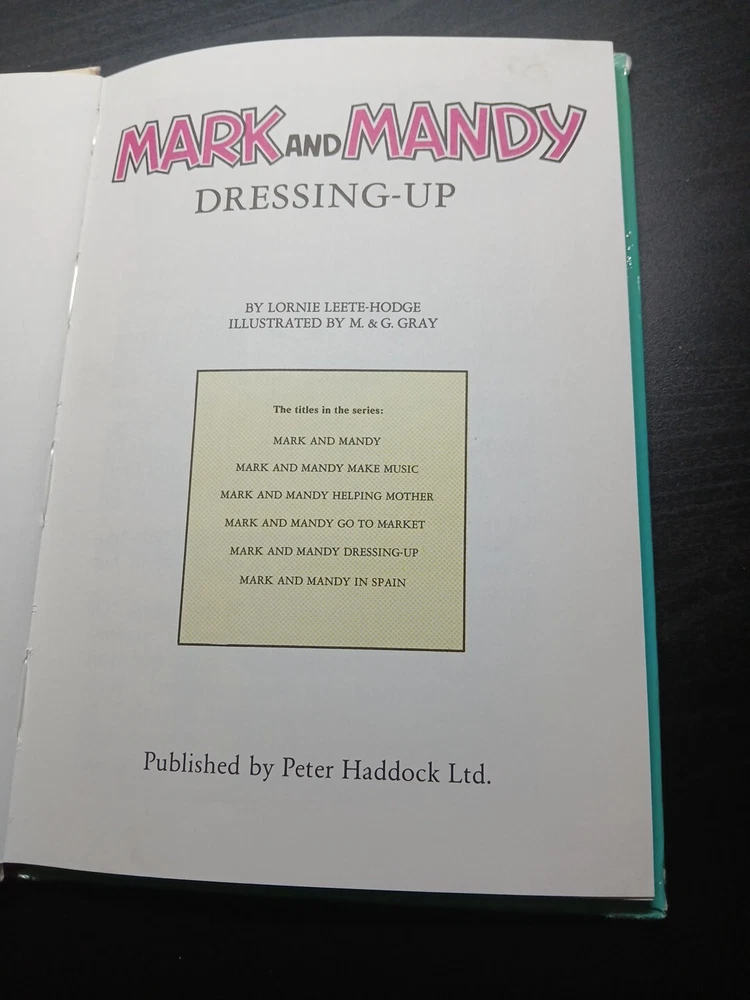 MARK AND MANDY
DRESSING-UP
BY LORNIE LEETE-HODGE
ILLUSTRATED BY M. & G. GRAY
The titles in the series:
MARK AND MANDY
MARK AND MANDY MAKE MUSIC
MARK AND MANDY HELPING MOTHER
MARK AND MANDY GO TO MARKET
MARK AND MANDY DRESSING-UP
MARK AND MANDY IN SPAIN
Published by Peter Haddock Ltd.